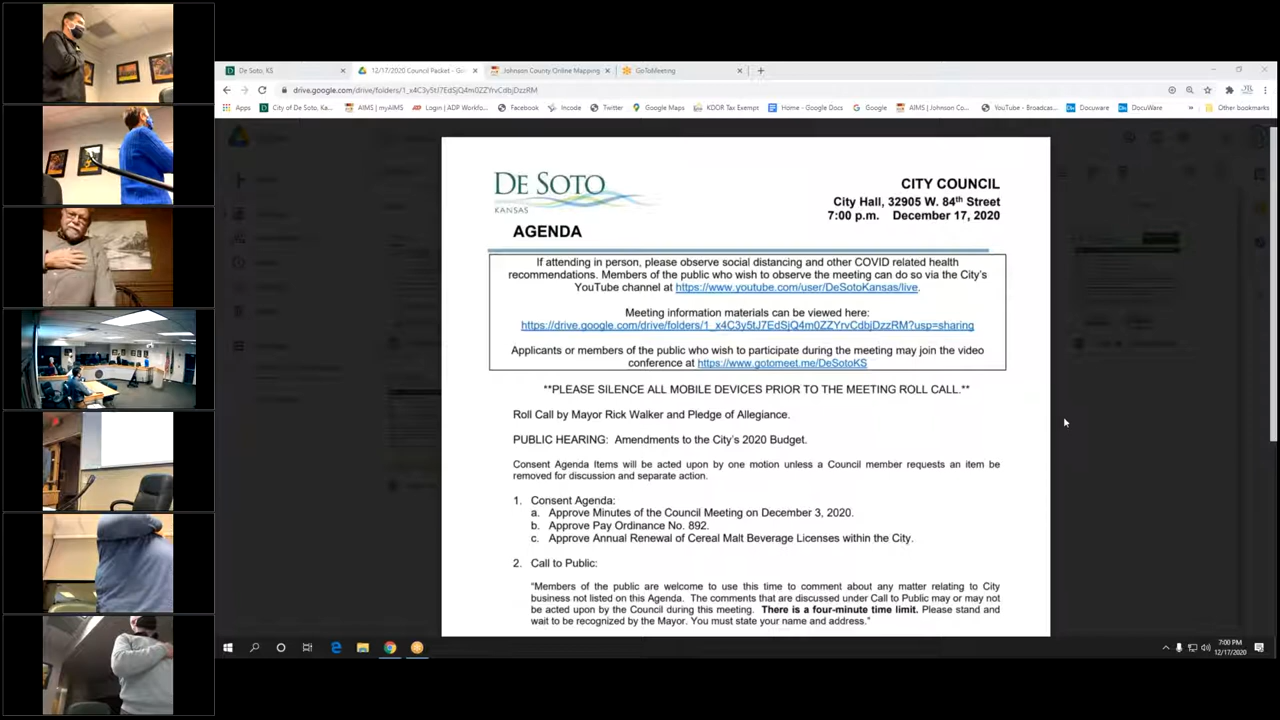 De Soto, KS
12/17/2020 Council Packet - Go
Johnson County Online Mapping
GoToMeeting
drive.google.com/drive/folders/1_x4C3y5tJ7EdSjQ4m0ZZYrvCdbjDzzRM
Apps
City of De Soto, Ka...
AIMS | myAIMS
Login | ADP Workfo...
Facebook
Incode
Twitter
Google Maps
KDOR Tax Exempt
Home - Google Docs
Google
AIMS | Johnson Co...
YouTube - Broadcas...
Docuware
DocuWare
Other bookmarks
DE SOTO
KANSAS
CITY COUNCIL
City Hall, 32905 W. 84th Street
7:00 p.m. December 17, 2020
AGENDA
If attending in person, please observe social distancing and other COVID related health
recommendations. Members of the public who wish to observe the meeting can do so via the City's
YouTube channel at https://www.youtube.com/user/DeSotoKansas/live.
Meeting information materials can be viewed here:
https://drive.google.com/drive/folders/1_x4C3y5tJ7EdSjQ4m0ZZYrvCdbjDzzRM?usp=sharing
Applicants or members of the public who wish to participate during the meeting may join the video
conference at https://www.gotomeet.me/DeSotoKS
**PLEASE SILENCE ALL MOBILE DEVICES PRIOR TO THE MEETING ROLL CALL.**
Roll Call by Mayor Rick Walker and Pledge of Allegiance.
PUBLIC HEARING: Amendments to the City's 2020 Budget.
Consent Agenda Items will be acted upon by one motion unless a Council member requests an item be
removed for discussion and separate action.
1. Consent Agenda:
a. Approve Minutes of the Council Meeting on December 3, 2020.
b. Approve Pay Ordinance No. 892.
c. Approve Annual Renewal of Cereal Malt Beverage Licenses within the City.
2. Call to Public:
"Members of the public are welcome to use this time to comment about any matter relating to City
business not listed on this Agenda. The comments that are discussed under Call to Public may or may not
be acted upon by the Council during this meeting. There is a four-minute time limit. Please stand and
wait to be recognized by the Mayor. You must state your name and address."
7:00 PM
12/17/2020